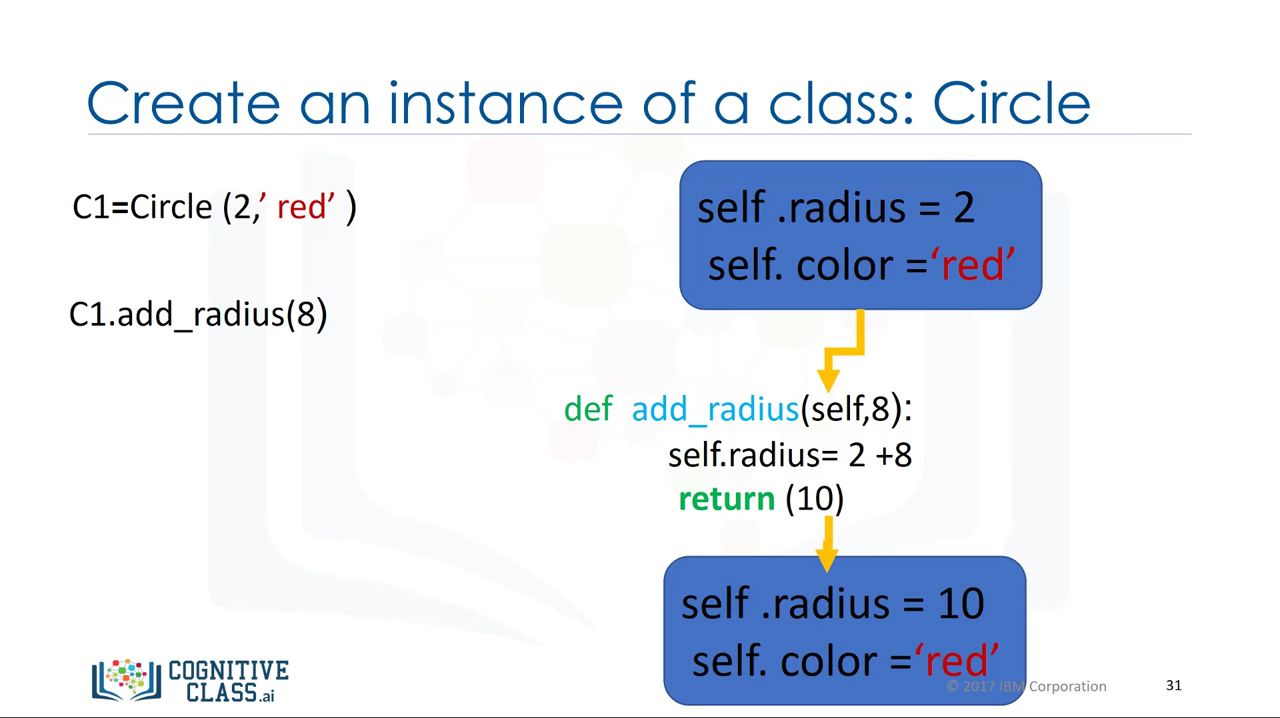 Create an instance of a class: Circle
C1=Circle (2,’ red’ )
C1.add_radius(8)
self .radius = 2
self. color =‘red’
def add_radius(self,8):
self.radius= 2 +8
return (10)
self .radius = 10
self. color =‘red’
COGNITIVE
CLASS.ai
© 2017 IBM Corporation
31